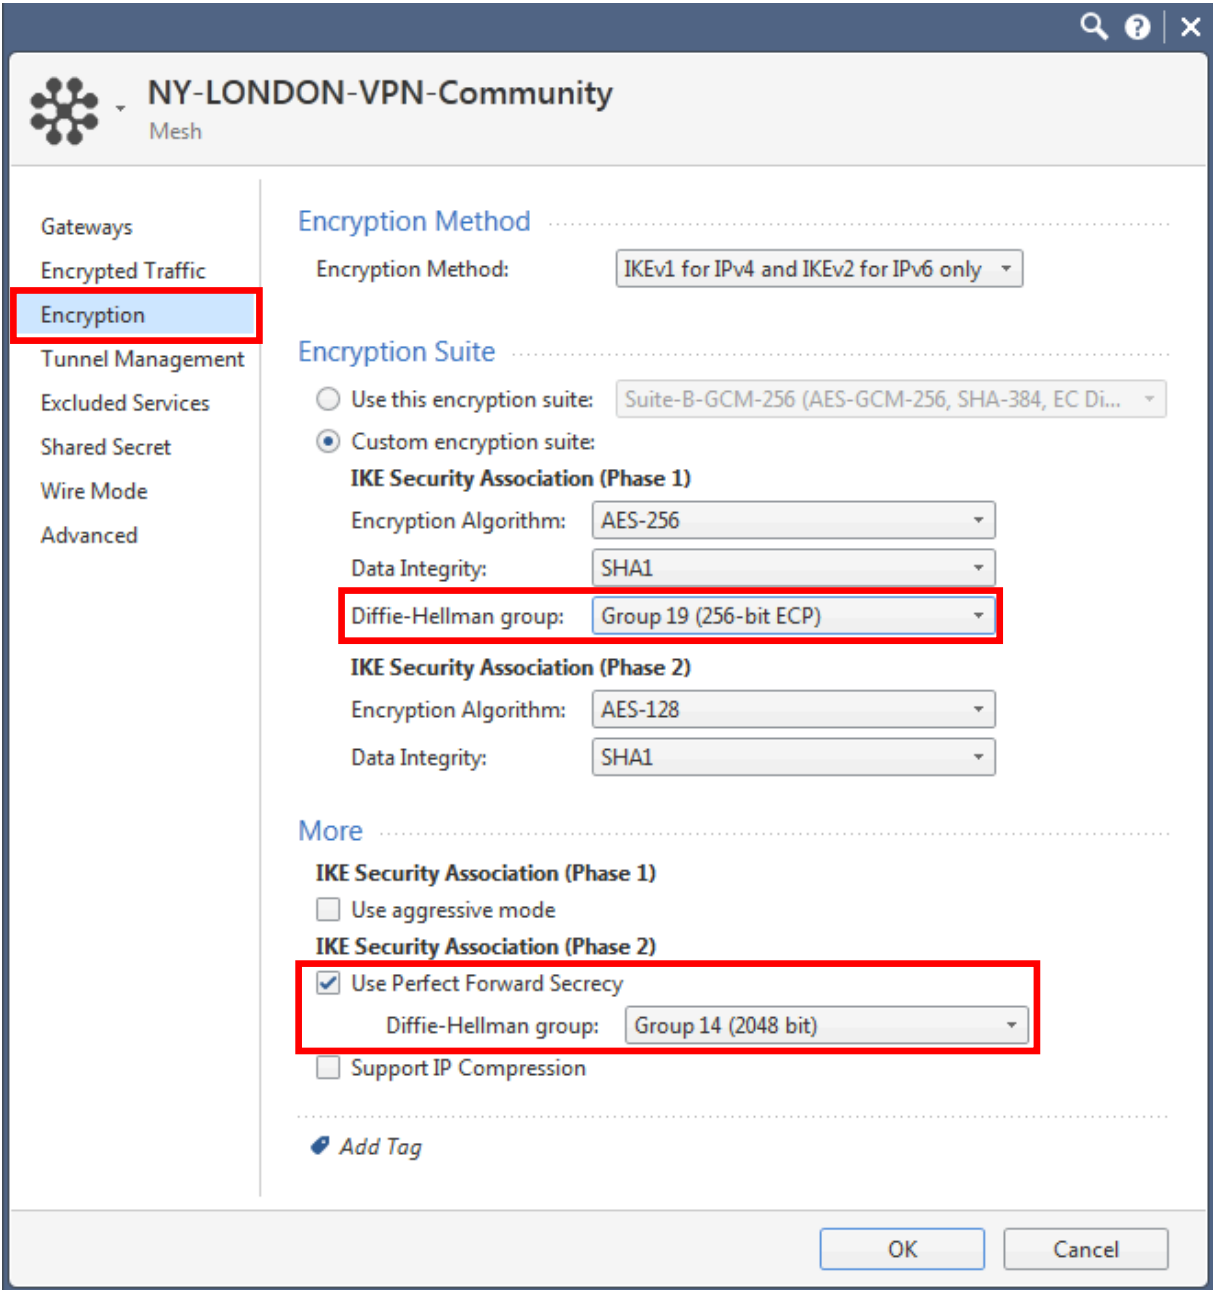 NY-LONDON-VPN-Community
Mesh
Gateways
Encrypted Traffic
Encryption
Tunnel Management
Excluded Services
Shared Secret
Wire Mode
Advanced
Encryption Method
Encryption Method: IKEv1 for IPv4 and IKEv2 for IPv6 only
Encryption Suite
Use this encryption suite: Suite-B-GCM-256 (AES-GCM-256, SHA-384, EC Di...
Custom encryption suite:
IKE Security Association (Phase 1)
Encryption Algorithm: AES-256
Data Integrity: SHA1
Diffie-Hellman group: Group 19 (256-bit ECP)
IKE Security Association (Phase 2)
Encryption Algorithm: AES-128
Data Integrity: SHA1
More
IKE Security Association (Phase 1)
Use aggressive mode
IKE Security Association (Phase 2)
Use Perfect Forward Secrecy
Diffie-Hellman group: Group 14 (2048 bit)
Support IP Compression
Add Tag
OK Cancel